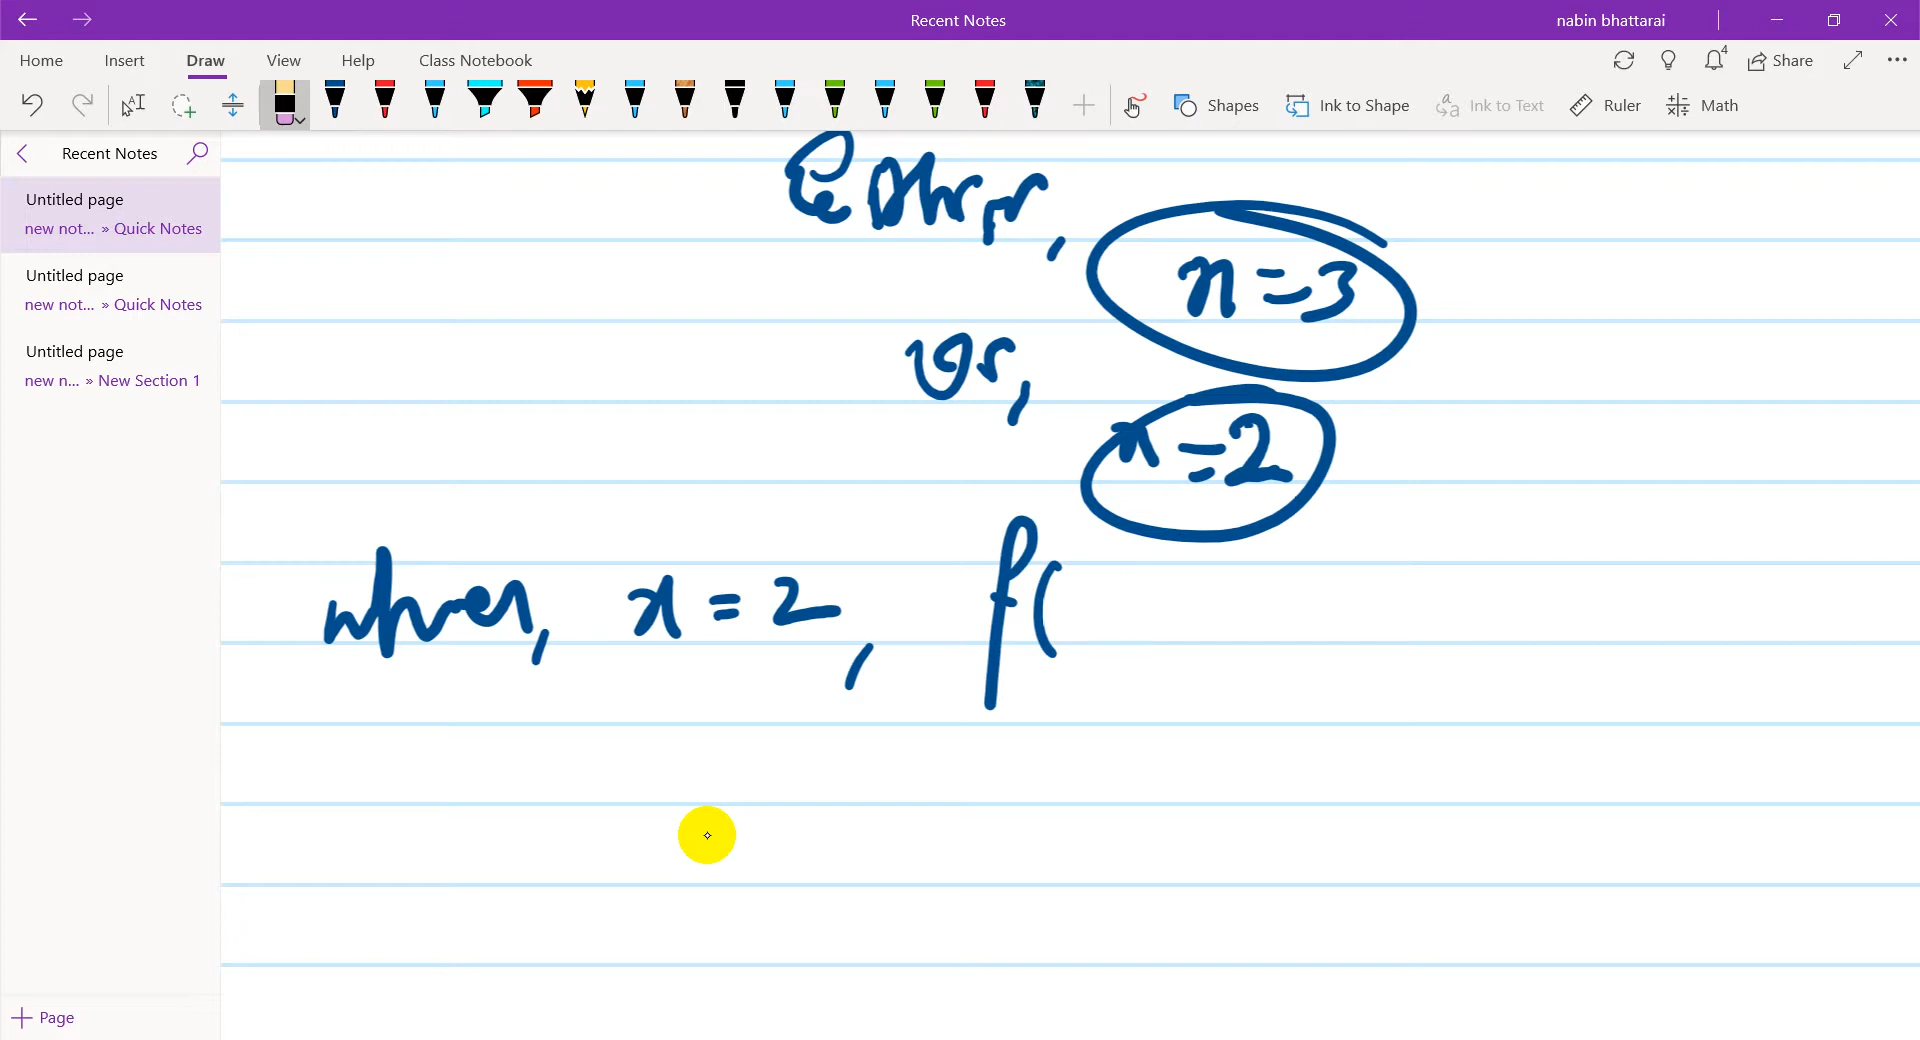 Recent Notes
nabin bhattarai
Home Insert Draw View Help Class Notebook
4
Share
Shapes
Ink to Shape
Ink to Text
Ruler
Math
Recent Notes
Untitled page
new not... » Quick Notes
Untitled page
new not... » Quick Notes
Untitled page
new n... » New Section 1
Page
Either,
x=3
or,
x=2
when, x = 2, f(